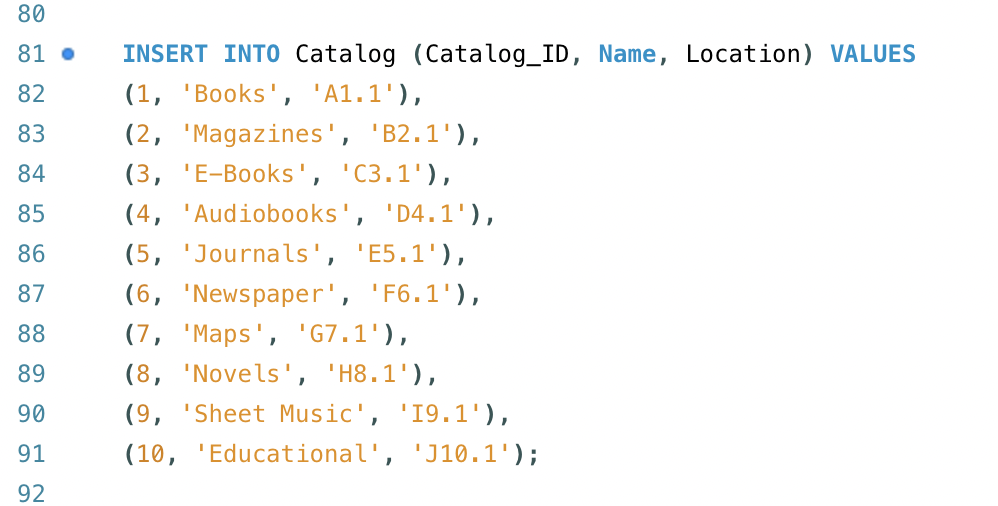 80
81 INSERT INTO Catalog (Catalog_ID, Name, Location) VALUES
82 (1, 'Books', 'A1.1'),
83 (2, 'Magazines', 'B2.1'),
84 (3, 'E-Books', 'C3.1'),
85 (4, 'Audiobooks', 'D4.1'),
86 (5, 'Journals', 'E5.1'),
87 (6, 'Newspaper', 'F6.1'),
88 (7, 'Maps', 'G7.1'),
89 (8, 'Novels', 'H8.1'),
90 (9, 'Sheet Music', 'I9.1'),
91 (10, 'Educational', 'J10.1');
92